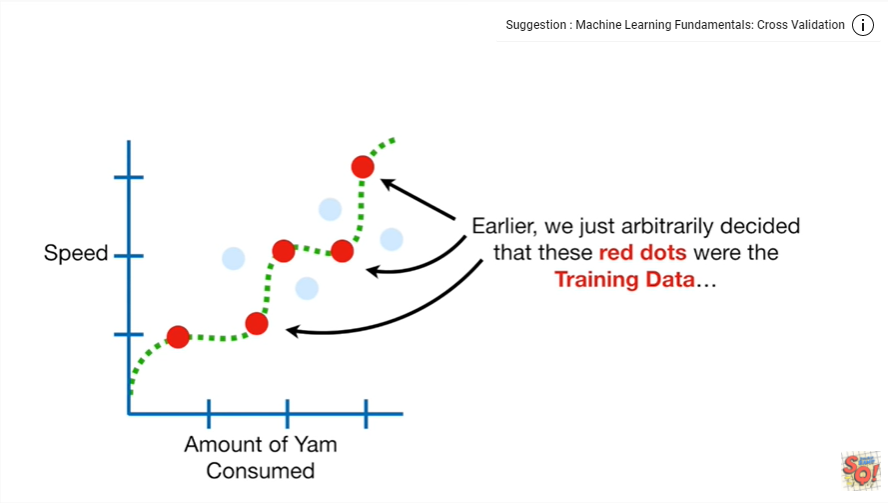 Suggestion : Machine Learning Fundamentals: Cross Validation
Speed
Earlier, we just arbitrarily decided
that these red dots were the
Training Data…
Amount of Yam
Consumed
SQ!